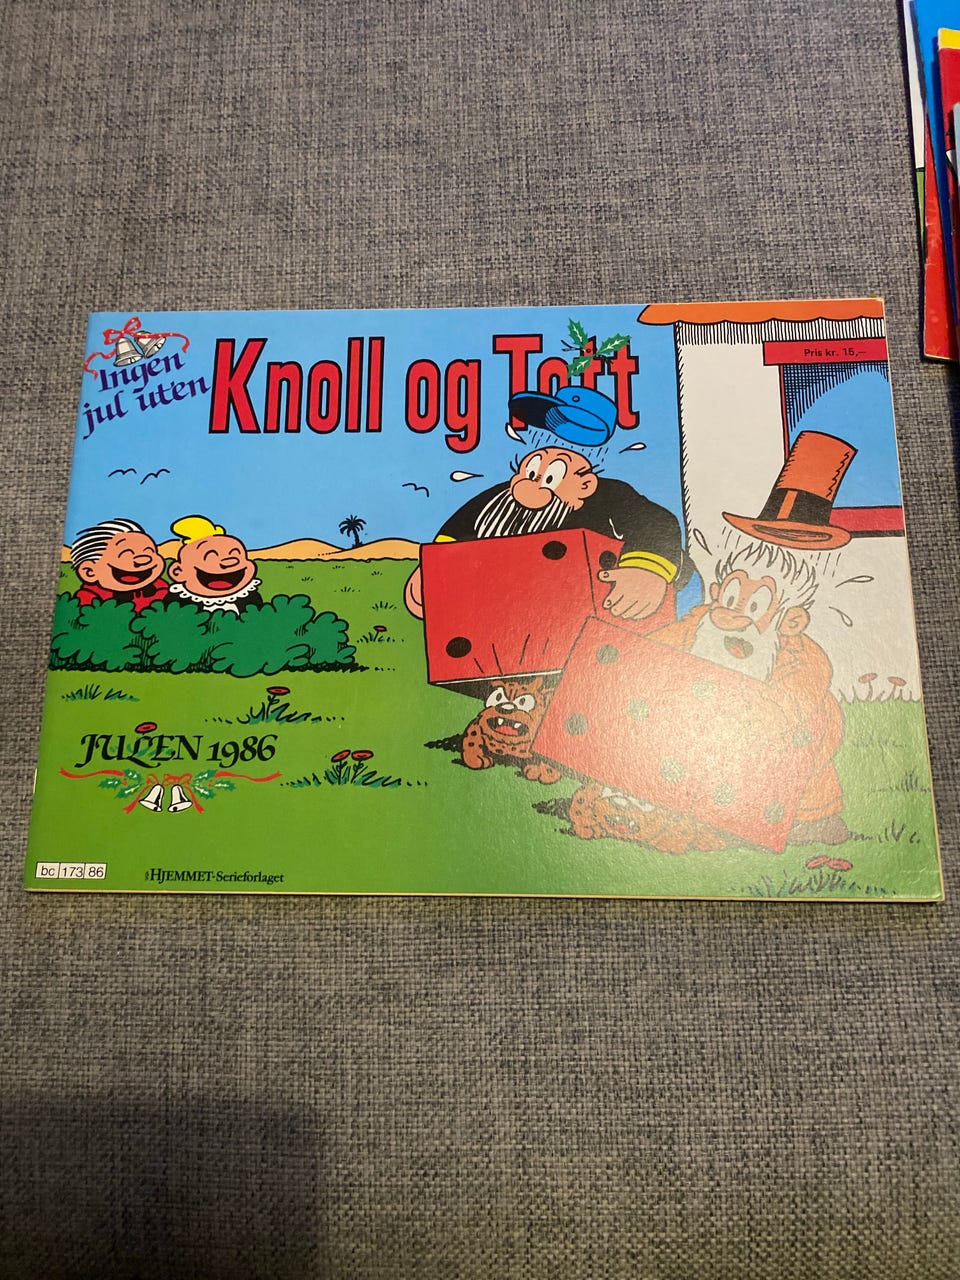 Ingen
jul uten
Knoll og Tott
Pris kr. 15,—
JULEN 1986
bc 173 86
A/S HJEMMET-Serieforlaget